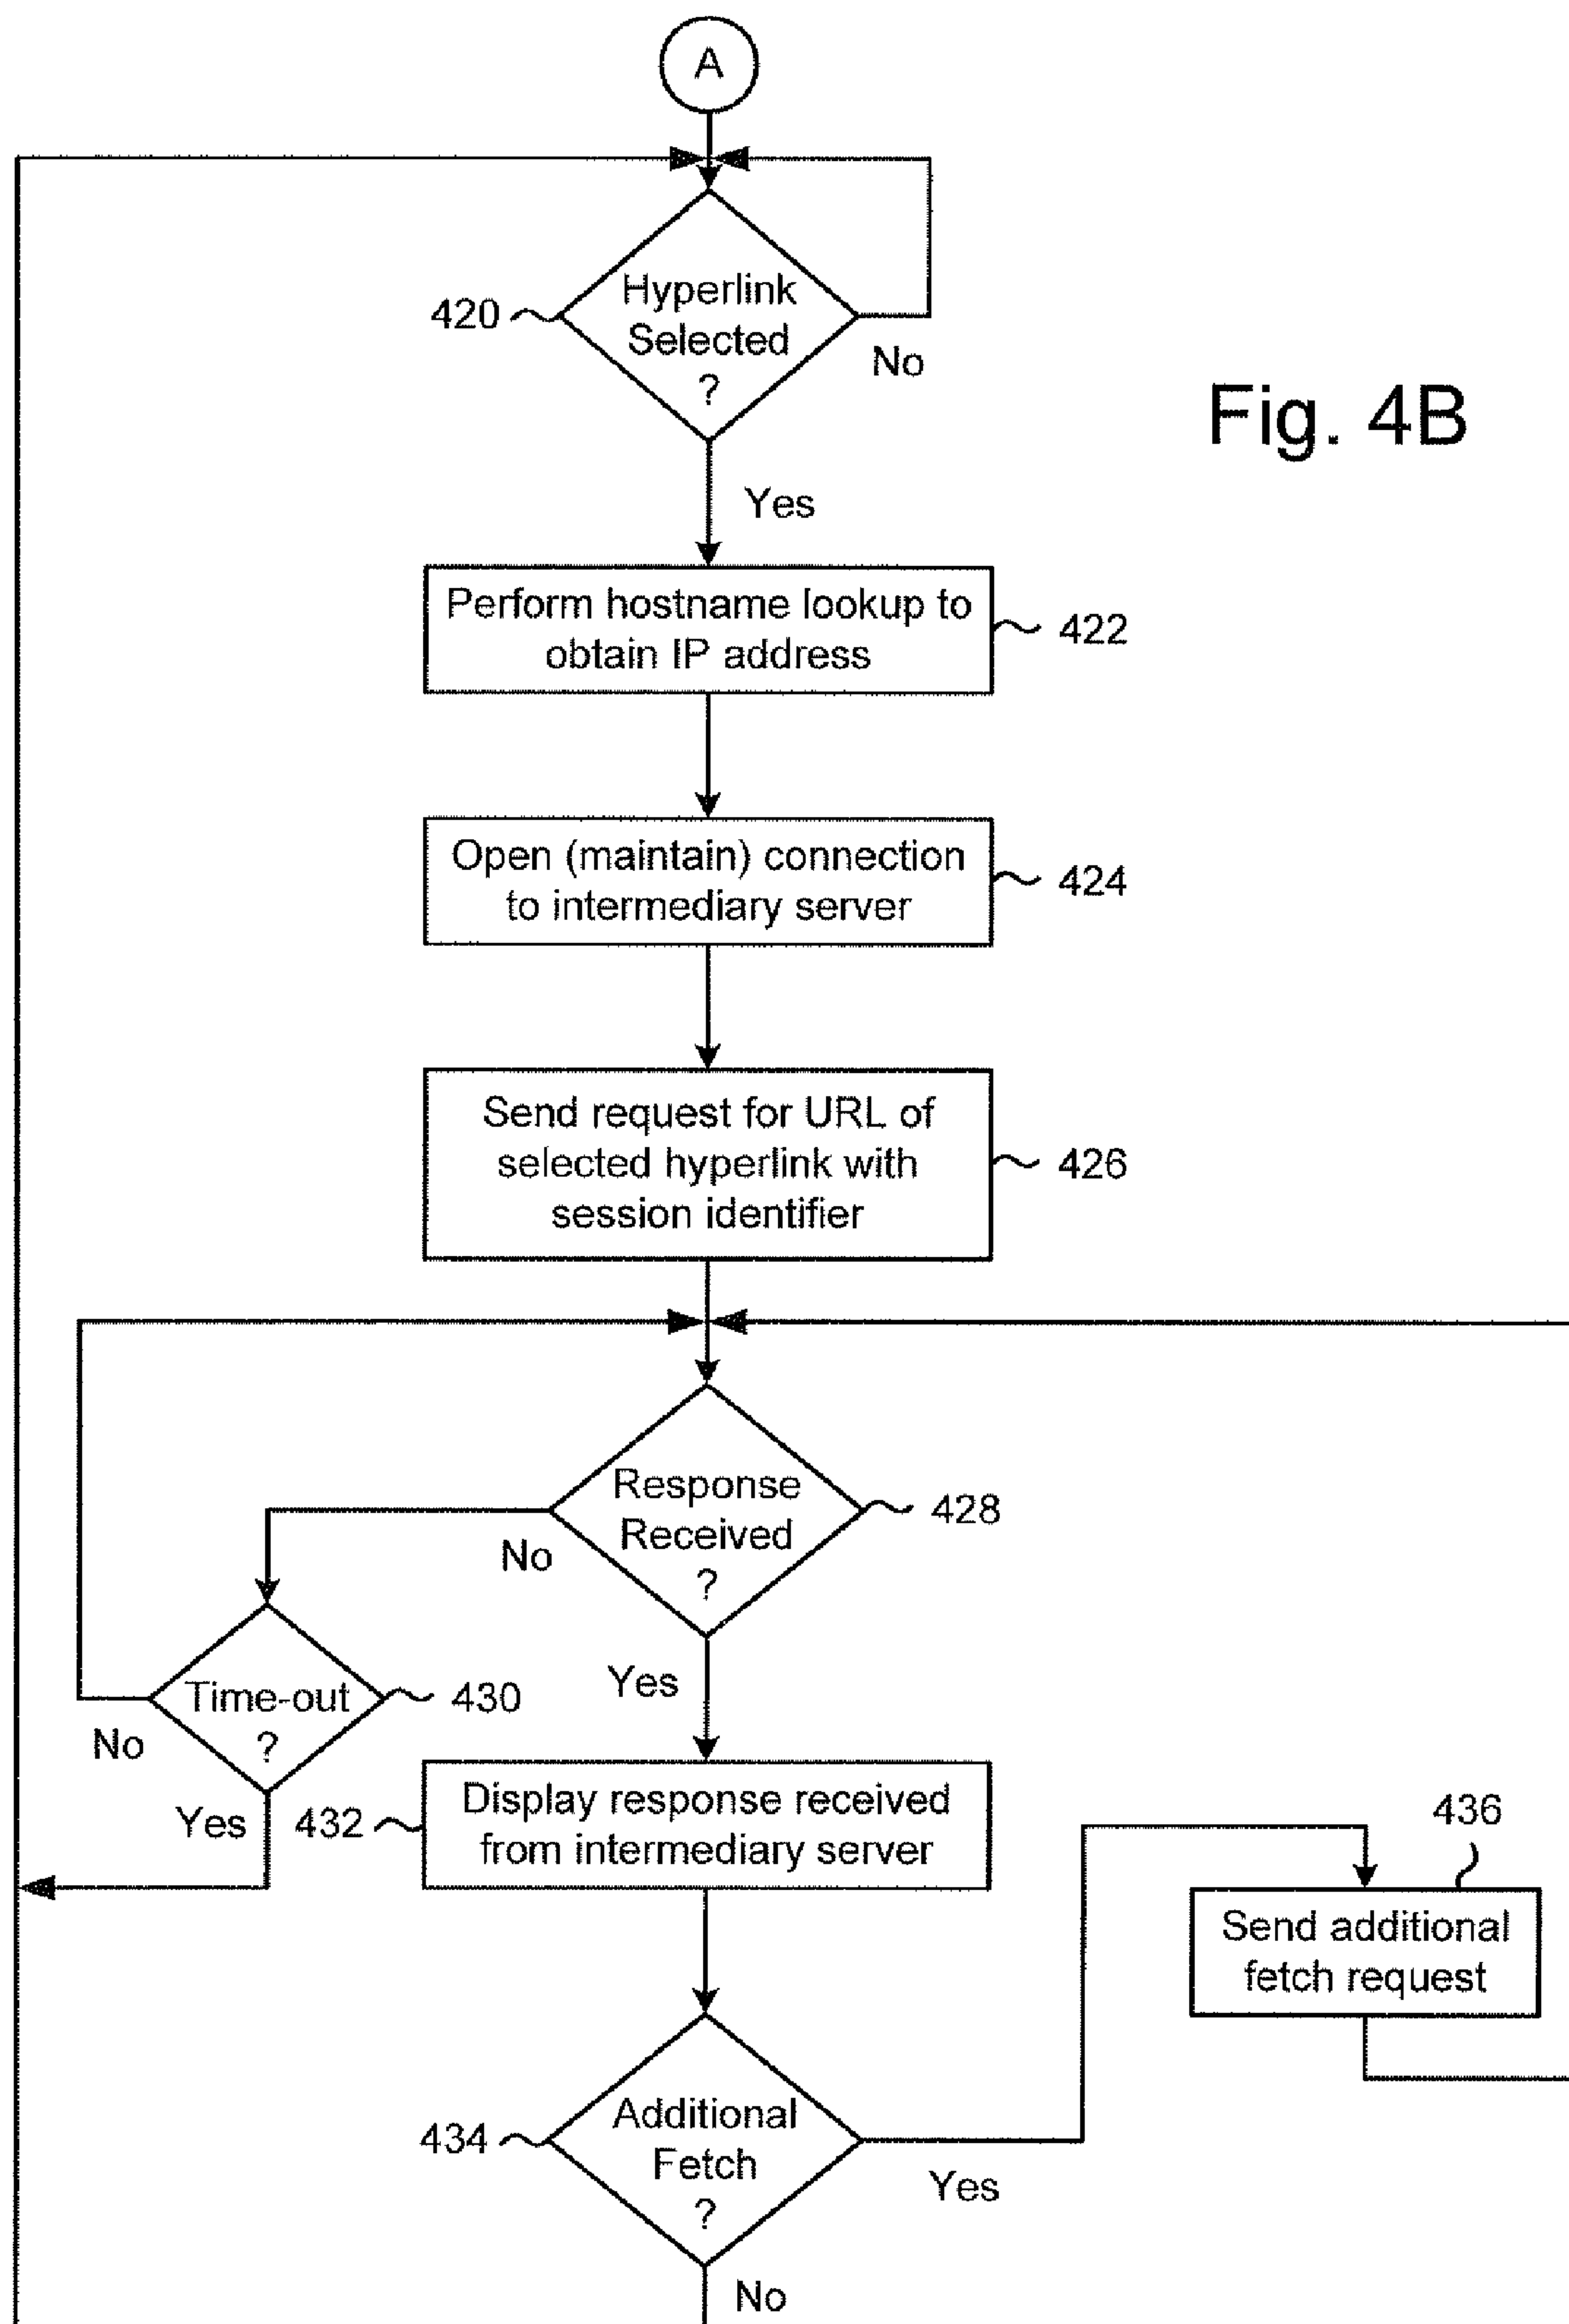 A
Hyperlink
Selected
?
420
No
Fig. 4B
Yes
Perform hostname lookup to
obtain IP address
422
Open (maintain) connection
to intermediary server
424
Send request for URL of
selected hyperlink with
session identifier
426
Response
Received
?
428
No
Yes
Time-out
?
430
No
Yes
432
Display response received
from intermediary server
436
Send additional
fetch request
Additional
Fetch
?
434
Yes
No